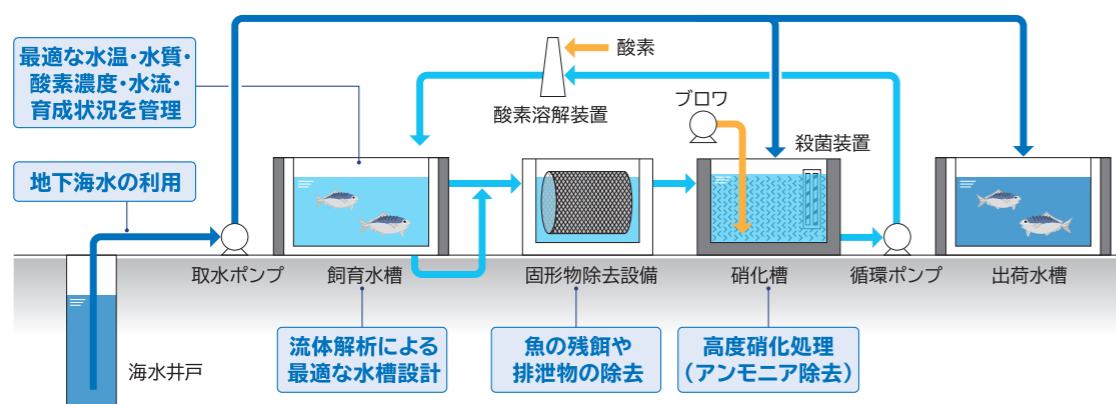 最適な水温・水質・
酸素濃度・水流・
育成状況を管理
酸素
酸素溶解装置
ブロワ
殺菌装置
地下海水の利用
取水ポンプ
飼育水槽
固形物除去設備
硝化槽
循環ポンプ
出荷水槽
海水井戸
流体解析による
最適な水槽設計
魚の残餌や
排泄物の除去
高度硝化処理
（アンモニア除去）